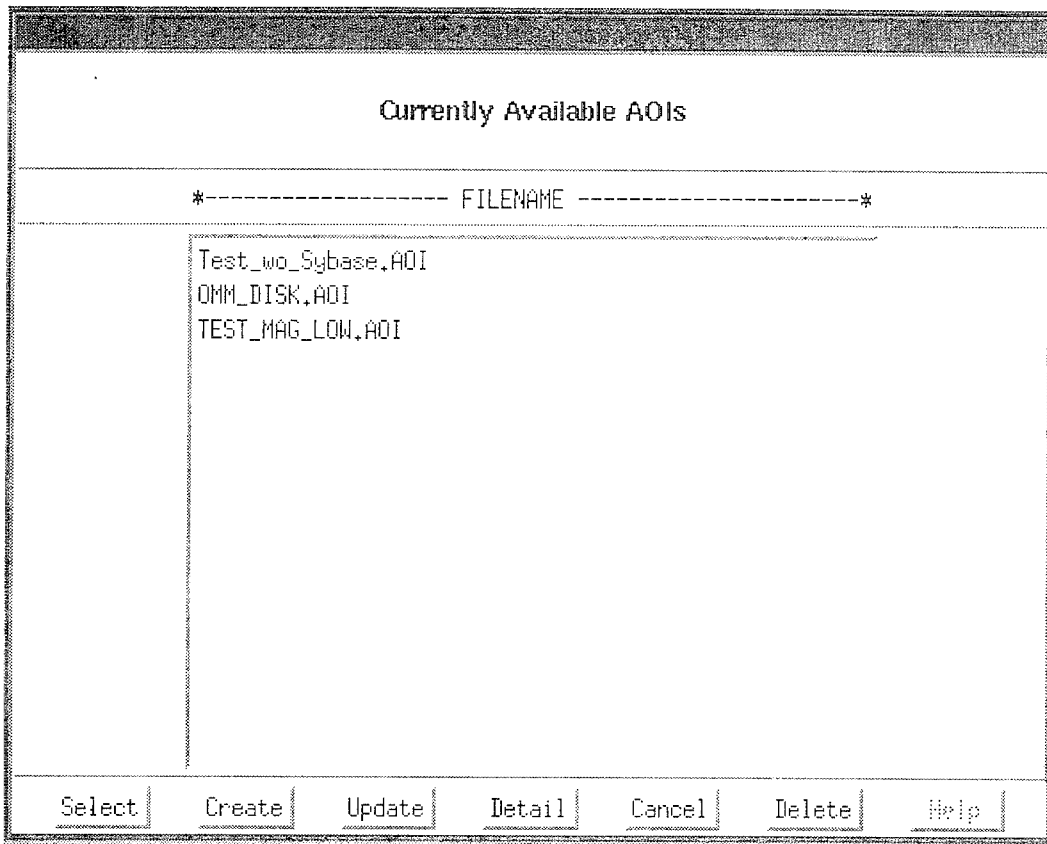 Currently Available AOIs
*------------------- FILENAME ----------------------*
Test_wo_Sybase.AOI
OMM_DISK.AOI
TEST_MAG_LOW.AOI
Select Create Update Detail Cancel Delete Help